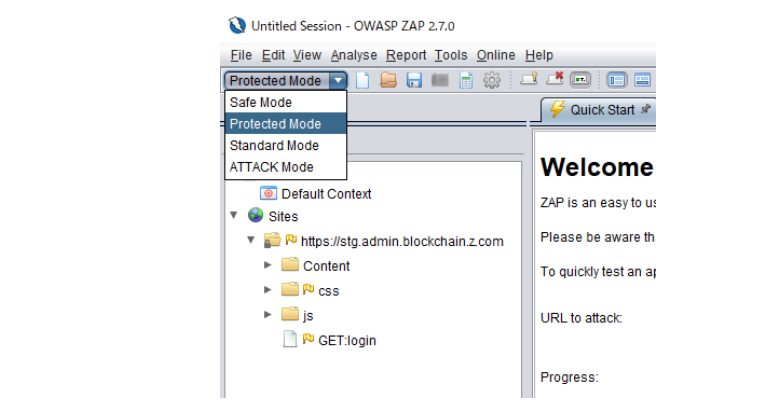 Untitled Session - OWASP ZAP 2.7.0
File Edit View Analyse Report Tools Online Help
Protected Mode
Safe Mode
Protected Mode
Standard Mode
ATTACK Mode
Quick Start
Default Context
Sites
https://stg.admin.blockchain.z.com
Content
css
js
GET:login
Welcome
ZAP is an easy to us
Please be aware th
To quickly test an ap
URL to attack:
Progress: